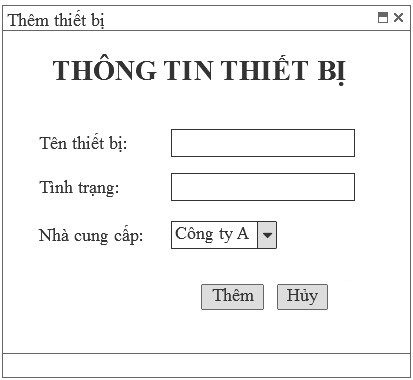 Thêm thiết bị
THÔNG TIN THIẾT BỊ
Tên thiết bị:
Tình trạng:
Nhà cung cấp: Công ty A
Thêm Hủy